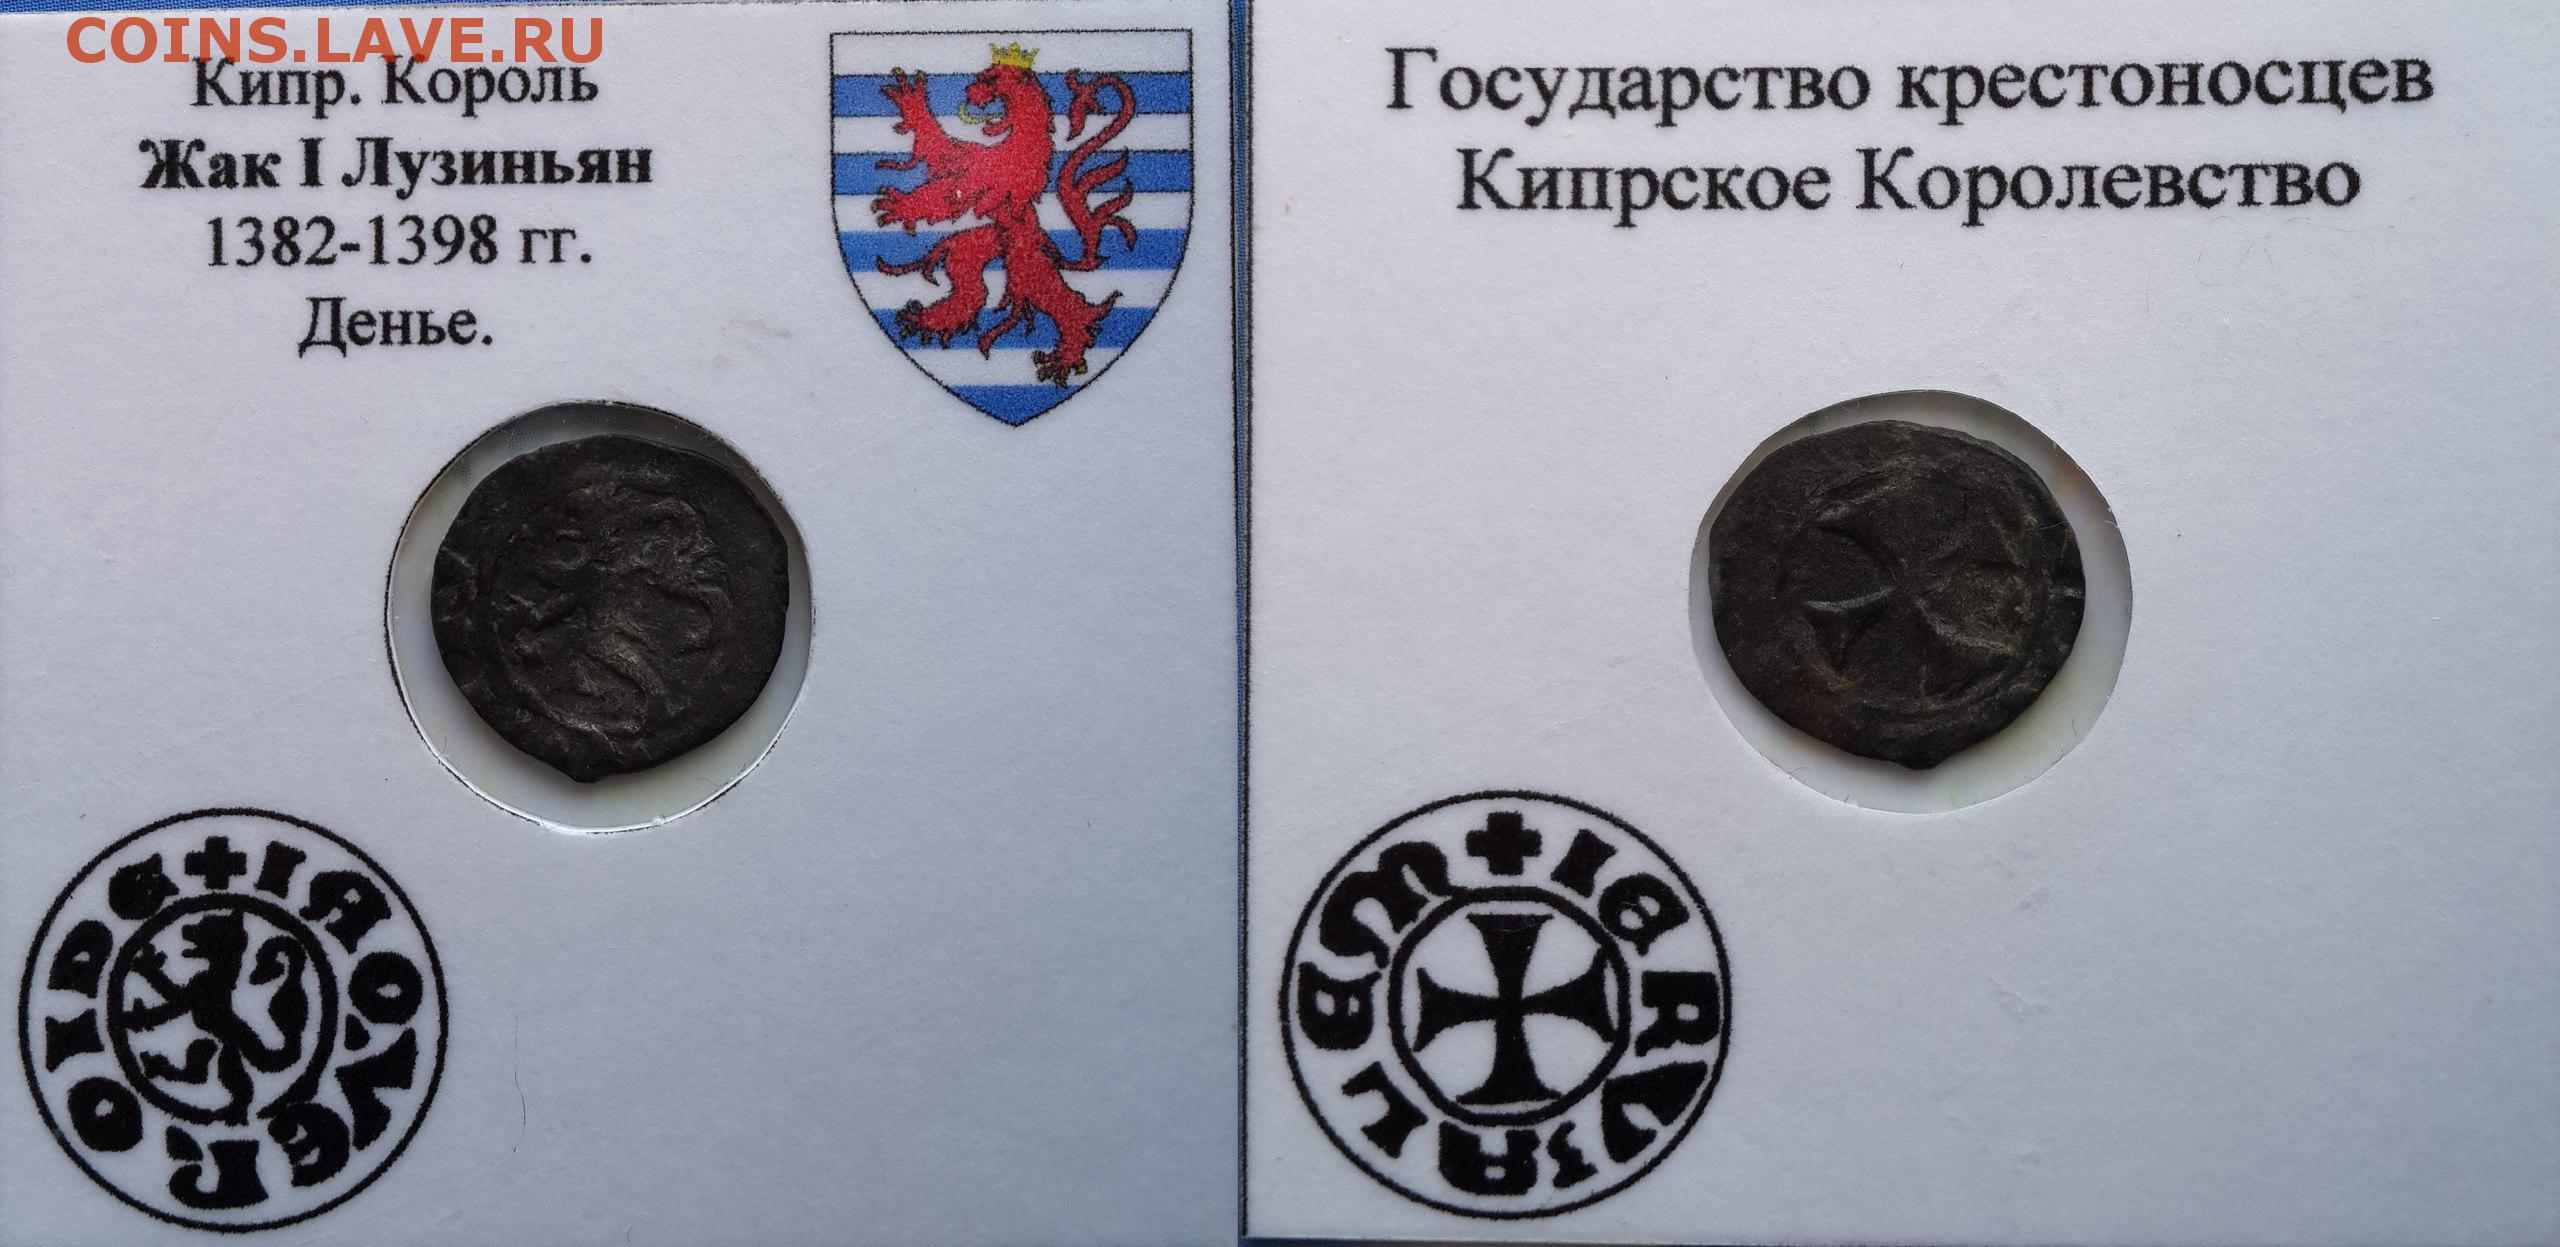 COINS.LAVE.RU
Кипр. Король
Жак I Лузиньян
1382-1398 гг.
Денье.
Государство крестоносцев
Кипрское Королевство